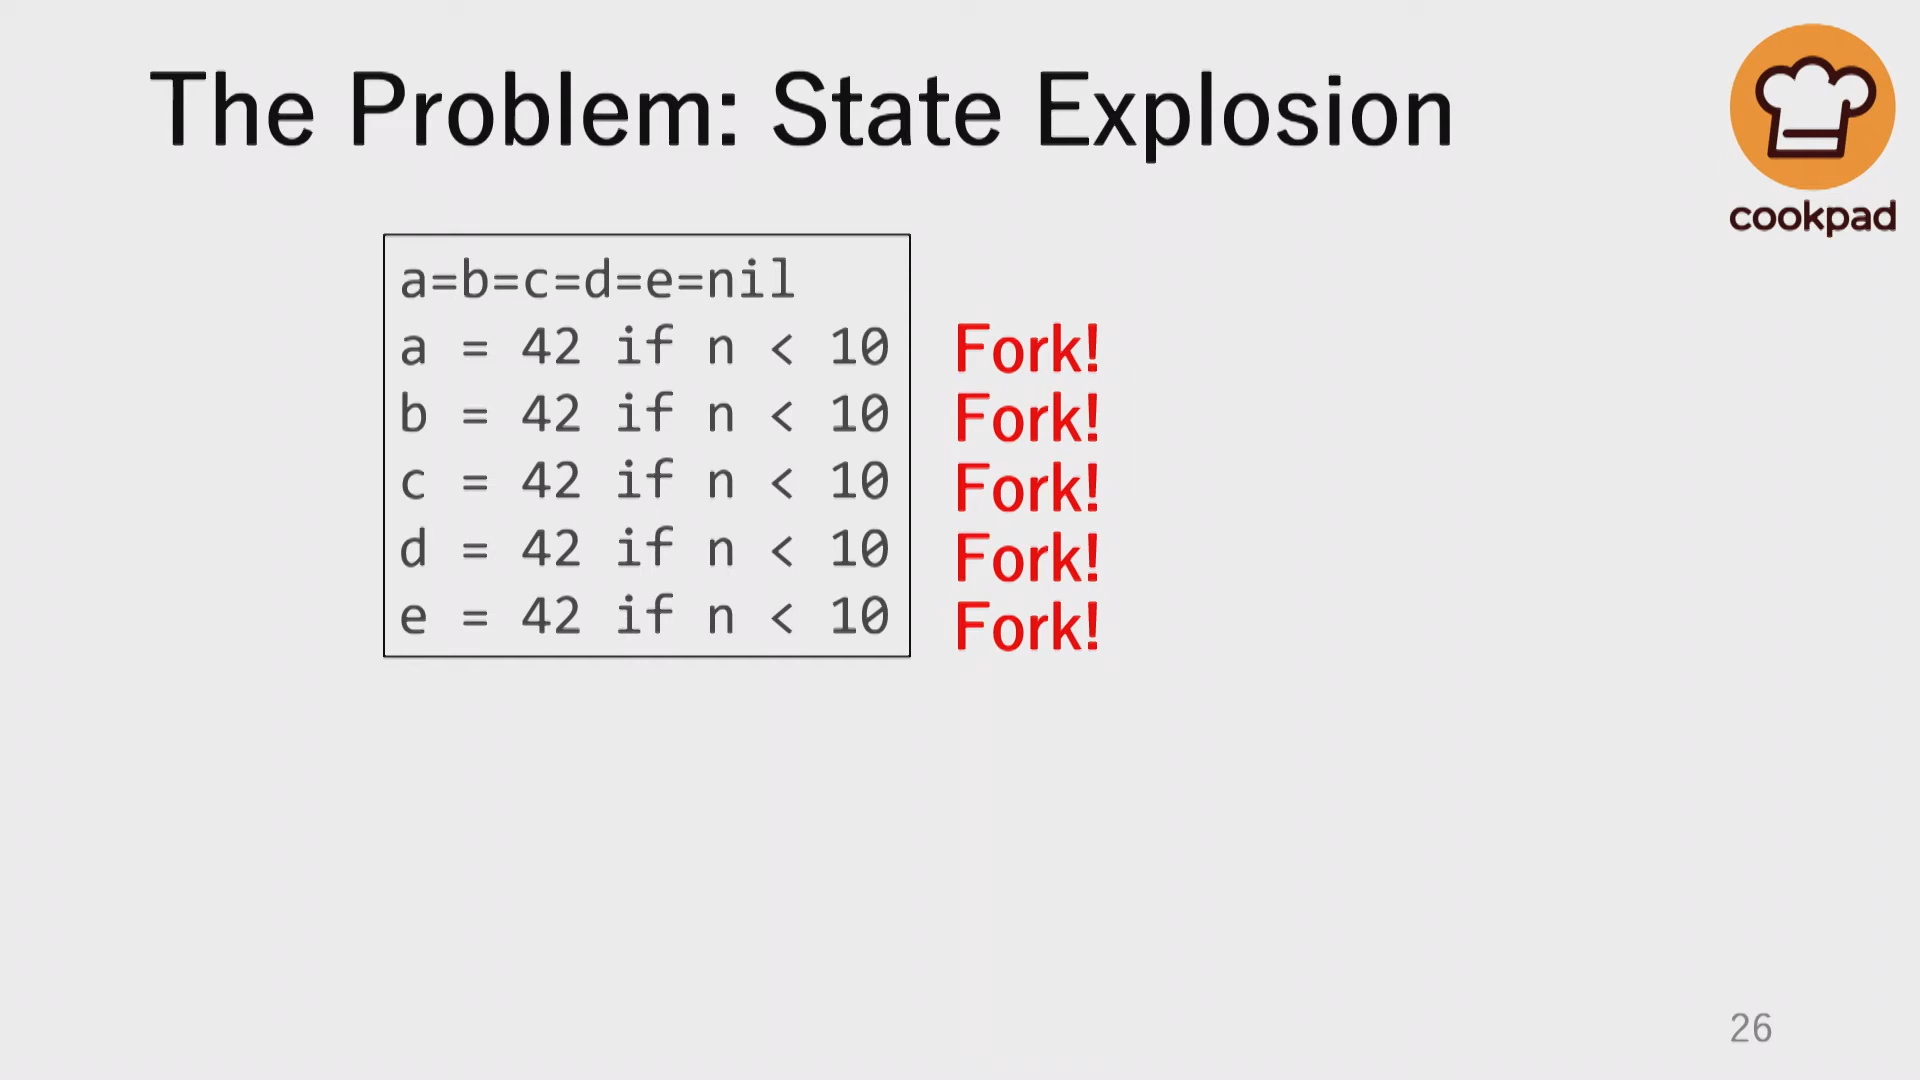 The Problem: State Explosion
cookpad
a=b=c=d=e=nil
a = 42 if n < 10 Fork!
b = 42 if n < 10 Fork!
c = 42 if n < 10 Fork!
d = 42 if n < 10 Fork!
e = 42 if n < 10 Fork!
26